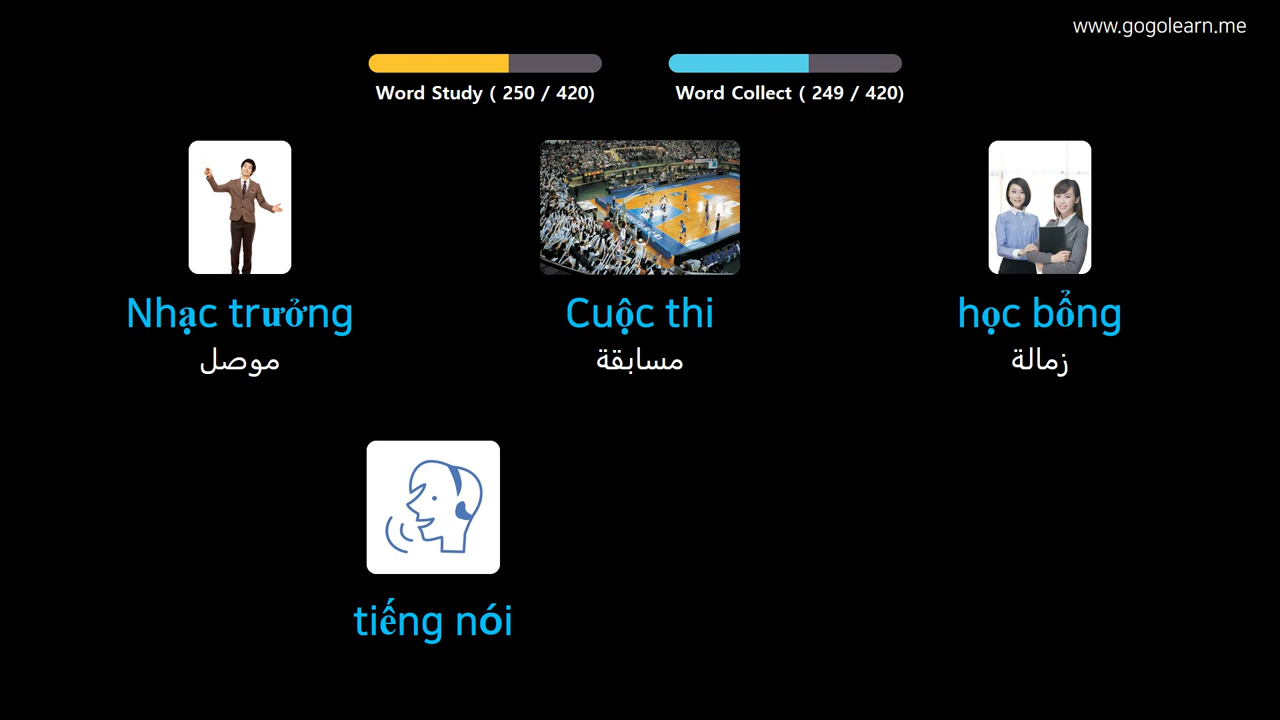 www.gogolearn.me
Word Study ( 250 / 420)
Word Collect ( 249 / 420)
Nhạc trưởng
موصل
Cuộc thi
مسابقة
học bổng
زمالة
tiếng nói